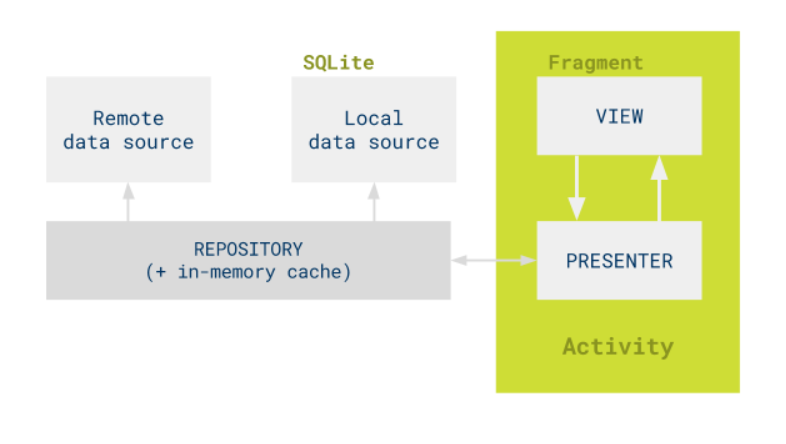 SQLite
Fragment
Remote
data source
Local
data source
VIEW
REPOSITORY
(+ in-memory cache)
PRESENTER
Activity